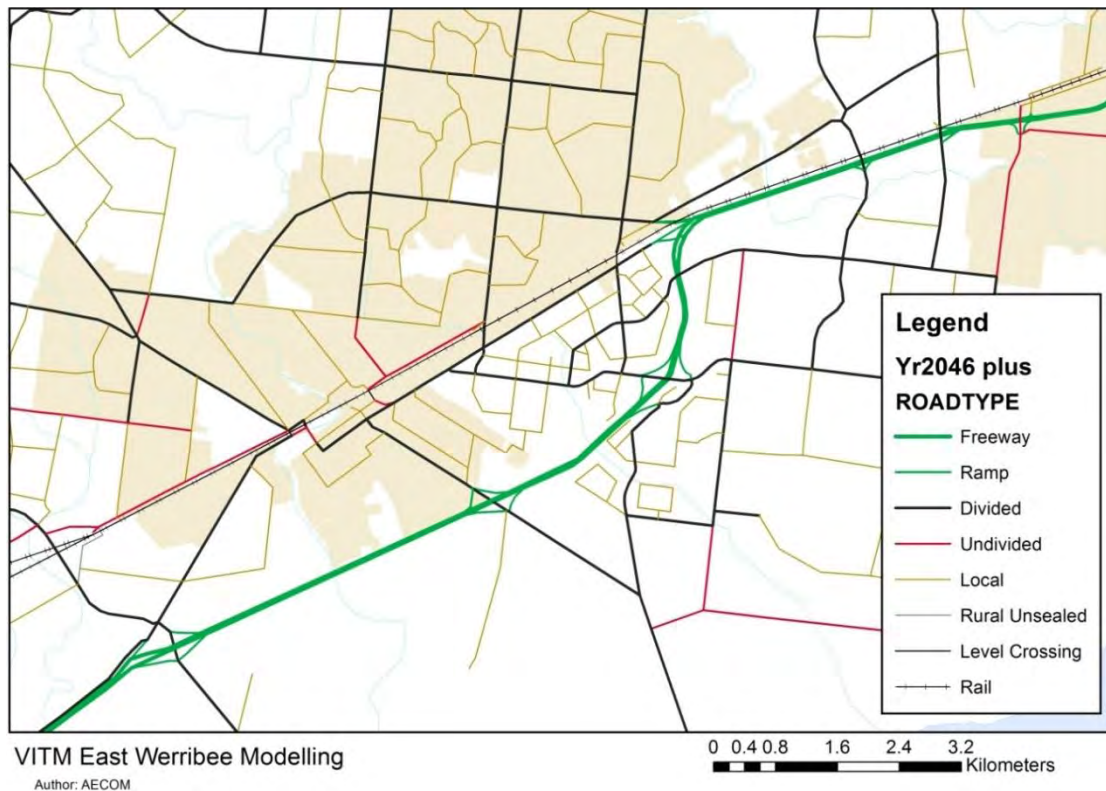 Legend
Yr2046 plus
ROADTYPE
Freeway
Ramp
Divided
Undivided
Local
Rural Unsealed
Level Crossing
Rail
VITM East Werribee Modelling
Author: AECOM
0 0.4 0.8 1.6 2.4 3.2
Kilometers